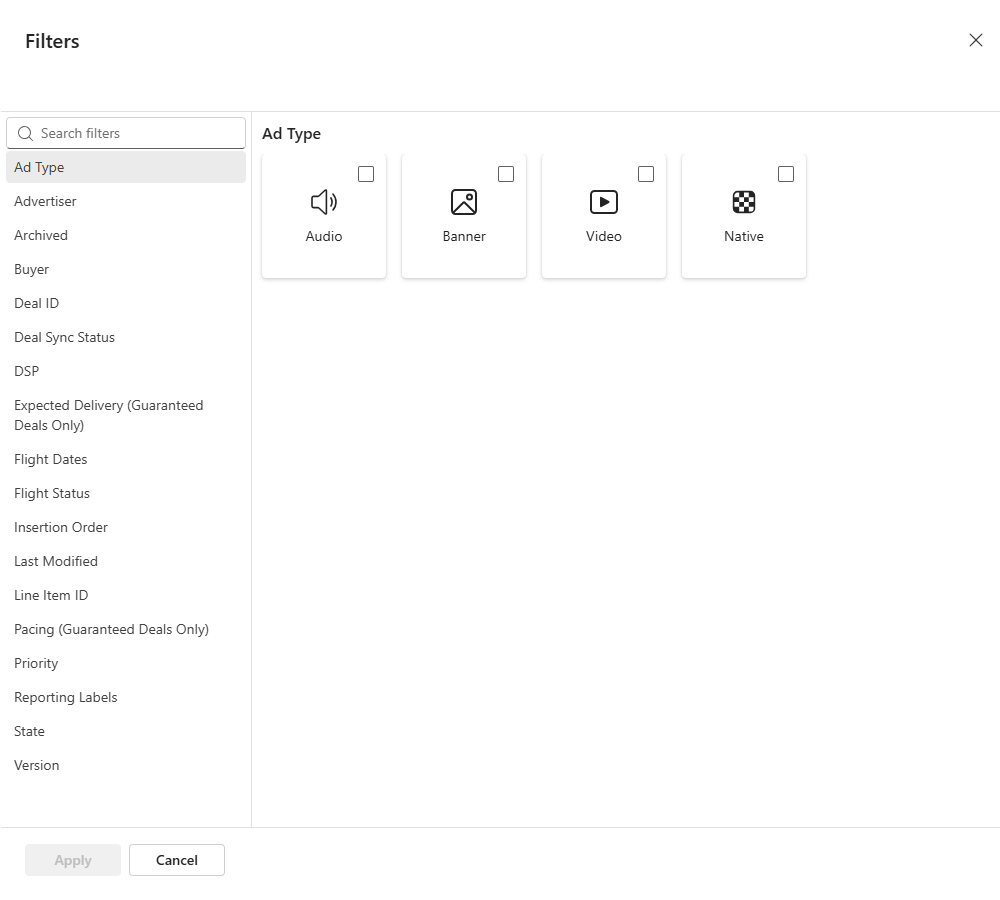 Filters
Search filters
Ad Type
Advertiser
Archived
Buyer
Deal ID
Deal Sync Status
DSP
Expected Delivery (Guaranteed
Deals Only)
Flight Dates
Flight Status
Insertion Order
Last Modified
Line Item ID
Pacing (Guaranteed Deals Only)
Priority
Reporting Labels
State
Version
Ad Type
Audio
Banner
Video
Native
Apply
Cancel